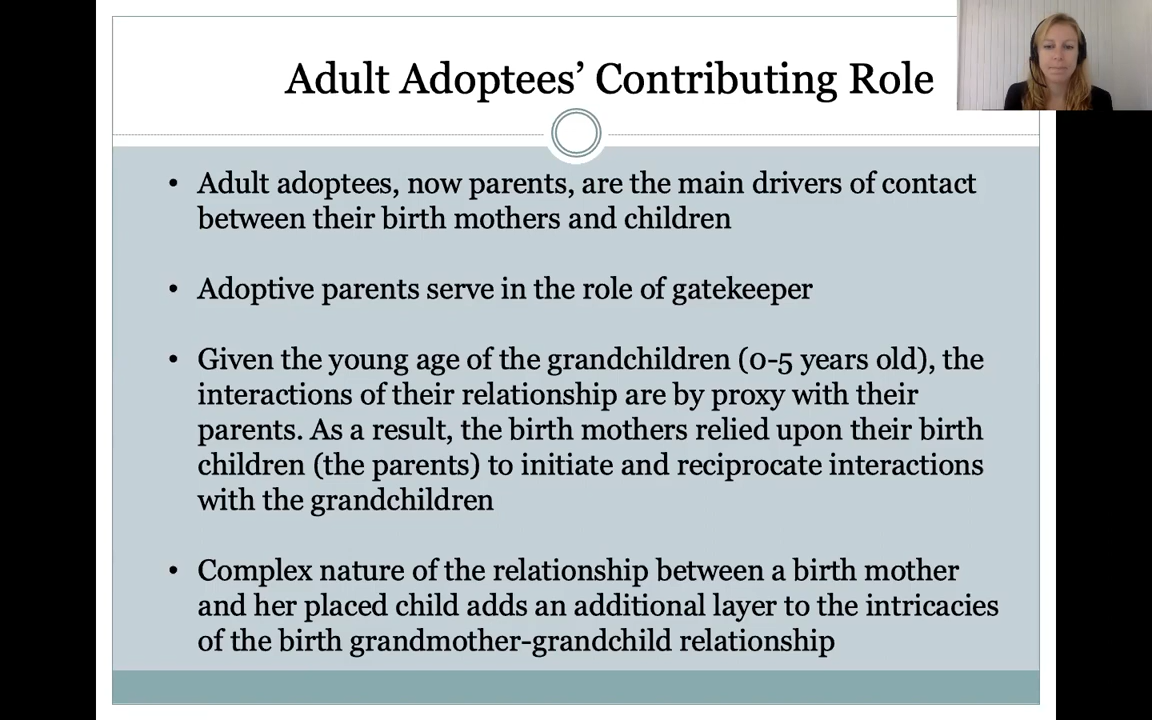 Adult Adoptees’ Contributing Role
• Adult adoptees, now parents, are the main drivers of contact
between their birth mothers and children
• Adoptive parents serve in the role of gatekeeper
• Given the young age of the grandchildren (0-5 years old), the
interactions of their relationship are by proxy with their
parents. As a result, the birth mothers relied upon their birth
children (the parents) to initiate and reciprocate interactions
with the grandchildren
• Complex nature of the relationship between a birth mother
and her placed child adds an additional layer to the intricacies
of the birth grandmother-grandchild relationship